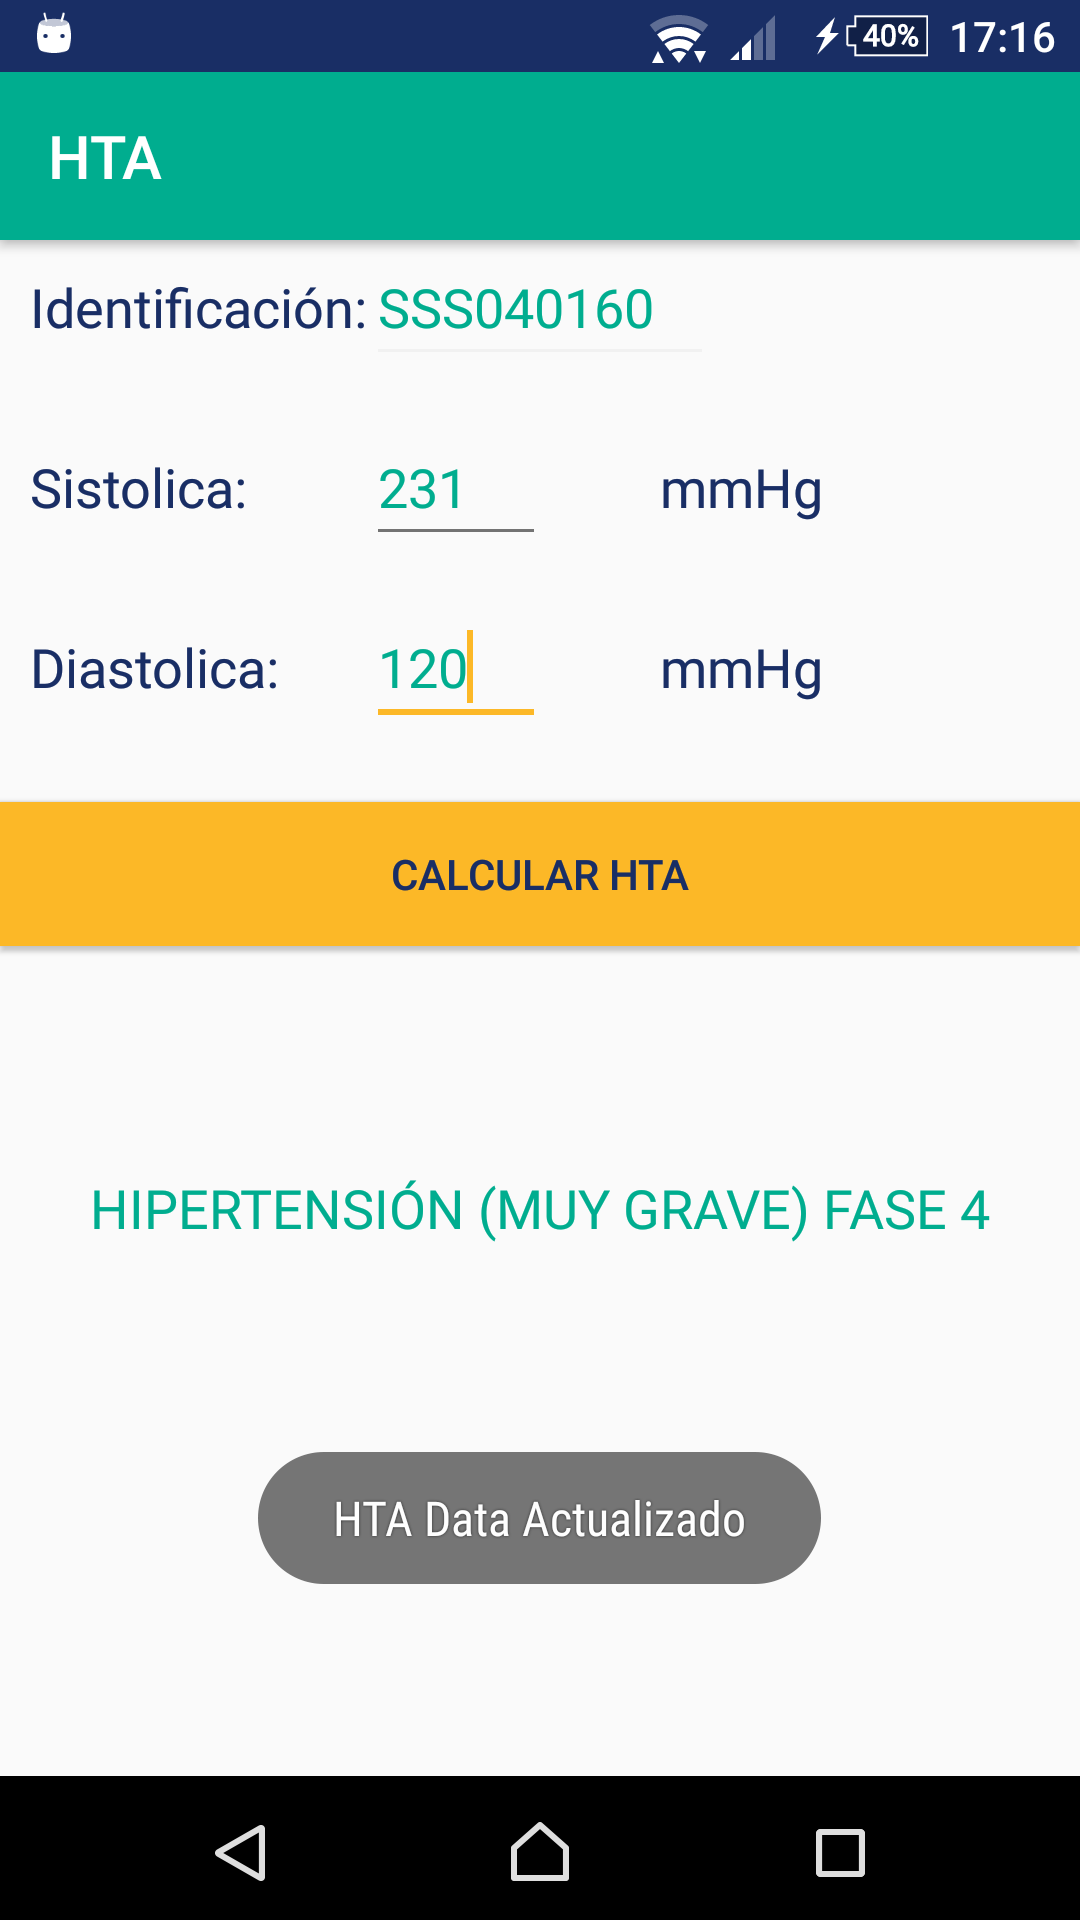 40% 17:16
HTA
Identificación: SSS040160
Sistolica: 231 mmHg
Diastolica: 120 mmHg
CALCULAR HTA
HIPERTENSIÓN (MUY GRAVE) FASE 4
HTA Data Actualizado